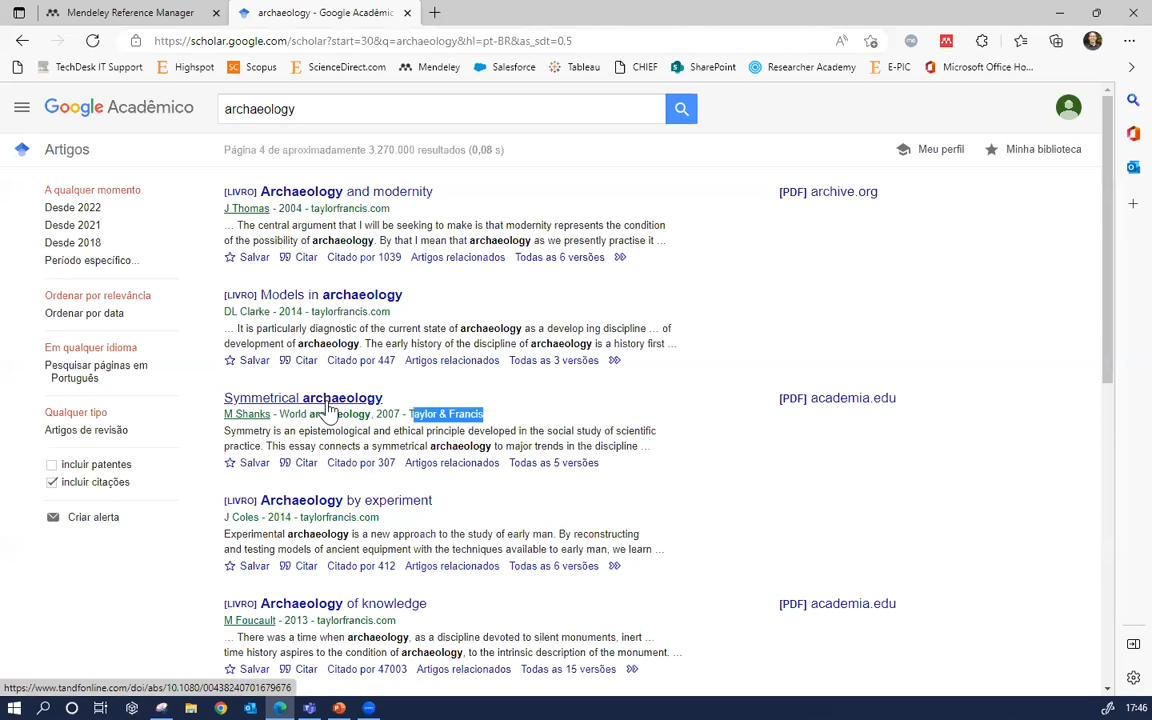 Mendeley Reference Manager
archaeology - Google Acadêmic
https://scholar.google.com/scholar?start=30&q=archaeology&hl=pt-BR&as_sdt=0.5
TechDesk IT Support Highspot Scopus ScienceDirect.com Mendeley Salesforce Tableau CHIEF SharePoint Researcher Academy E-PIC Microsoft Office Ho...
Google Acadêmico
archaeology
Artigos
Página 4 de aproximadamente 3.270.000 resultados (0,08 s)
Meu perfil
Minha biblioteca
A qualquer momento
Desde 2022
Desde 2021
Desde 2018
Período específico...
Ordenar por relevância
Ordenar por data
Em qualquer idioma
Pesquisar páginas em
Português
Qualquer tipo
Artigos de revisão
incluir patentes
incluir citações
Criar alerta
[LIVRO] Archaeology and modernity
J Thomas - 2004 - taylorfrancis.com
... The central argument that I will be seeking to make is that modernity represents the condition
of the possibility of archaeology. By that I mean that archaeology as we presently practise it ...
Salvar Citar Citado por 1039 Artigos relacionados Todas as 6 versões
[PDF] archive.org
[LIVRO] Models in archaeology
DL Clarke - 2014 - taylorfrancis.com
... It is particularly diagnostic of the current state of archaeology as a develop ing discipline ... of
development of archaeology. The early history of the discipline of archaeology is a history first ...
Salvar Citar Citado por 447 Artigos relacionados Todas as 3 versões
Symmetrical archaeology
M Shanks - World archaeology, 2007 - Taylor & Francis
Symmetry is an epistemological and ethical principle developed in the social study of scientific
practice. This essay connects a symmetrical archaeology to major trends in the discipline ...
Salvar Citar Citado por 307 Artigos relacionados Todas as 5 versões
[PDF] academia.edu
[LIVRO] Archaeology by experiment
J Coles - 2014 - taylorfrancis.com
Experimental archaeology is a new approach to the study of early man. By reconstructing
and testing models of ancient equipment with the techniques available to early man, we learn ...
Salvar Citar Citado por 412 Artigos relacionados Todas as 6 versões
[LIVRO] Archaeology of knowledge
M Foucault - 2013 - taylorfrancis.com
... There was a time when archaeology, as a discipline devoted to silent monuments, inert ...
time history aspires to the condition of archaeology, to the intrinsic description of the monument. ...
Salvar Citar Citado por 47003 Artigos relacionados Todas as 15 versões
[PDF] academia.edu
https://www.tandfonline.com/doi/abs/10.1080/00438240701679676
17:46